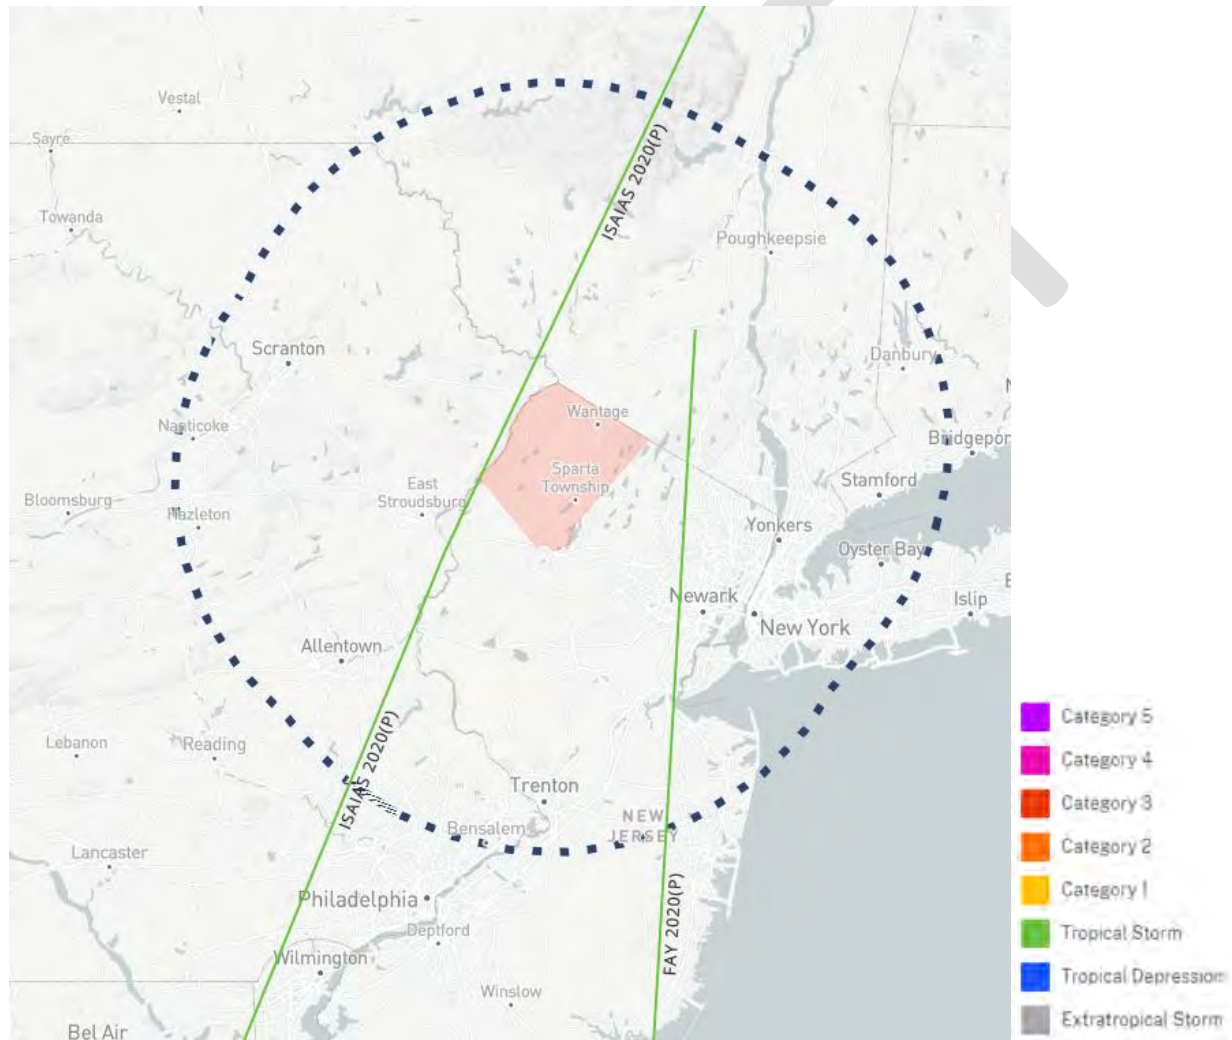 Vestal
Sayre
Towanda
ISAIAS 2020(P)
Poughkeepsie
Scranton
Danbury
Wantage
Nanticoke
Bridgepor
Sparta
Township
East
Stroudsburg
Stamford
Bloomsburg
Hazleton
Yonkers
Oyster Bay
Newark
Islip
New York
Allentown
ISAIAS 2020(P)
Lebanon
Reading
Trenton
NEW
JERSEY
Bensalem
Lancaster
Philadelphia
FAY 2020(P)
Deptford
Wilmington
Winslow
Bel Air
Category 5
Category 4
Category 3
Category 2
Category 1
Tropical Storm
Tropical Depression
Extratropical Storm